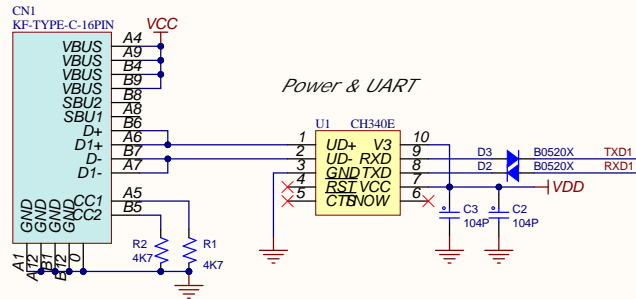 CN1
KF-TYPE-C-16PIN
VCC
VBUS A4
VBUS A9
VBUS B4
VBUS B9
SBU2 B8
SBU1 A8
D+ B6
D1+ A6
D- B7
D1- A7
CC1 A5
CC2 B5
GND
GND
GND
GND
A1
A12
B1
B12
0
R2
4K7
R1
4K7
Power & UART
U1 CH340E
1 UD+ V3 10
2 UD- RXD 9
3 GND TXD 8
4 RST VCC 7
5 CTS TNOW 6
D3 B0520X TXD1
D2 B0520X RXD1
VDD
C3
104P
C2
104P